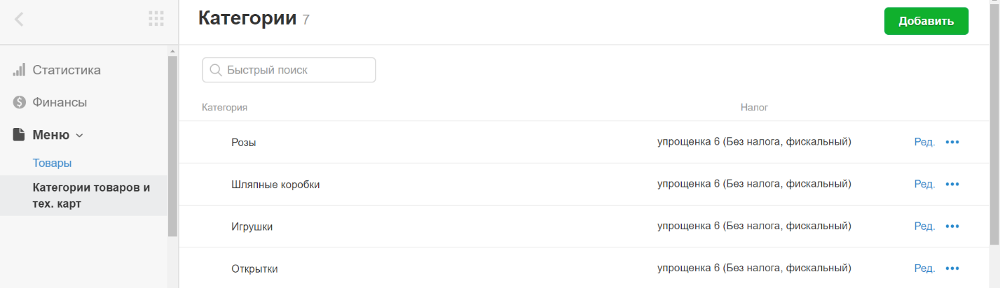 Категории 7
Добавить
Статистика
Финансы
Меню
Товары
Категории товаров и
тех. карт
Быстрый поиск
Категория Налог
Розы упрощенка 6 (Без налога, фискальный) Ред.
Шляпные коробки упрощенка 6 (Без налога, фискальный) Ред.
Игрушки упрощенка 6 (Без налога, фискальный) Ред.
Открытки упрощенка 6 (Без налога, фискальный) Ред.